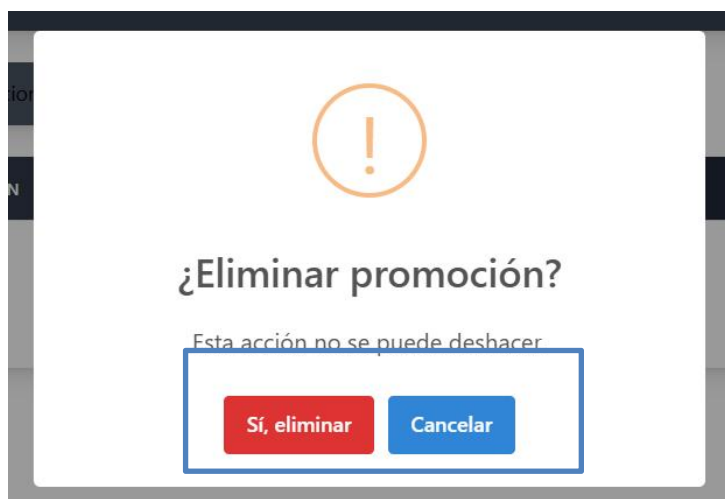 ¿Eliminar promoción?
Esta acción no se puede deshacer
Sí, eliminar Cancelar